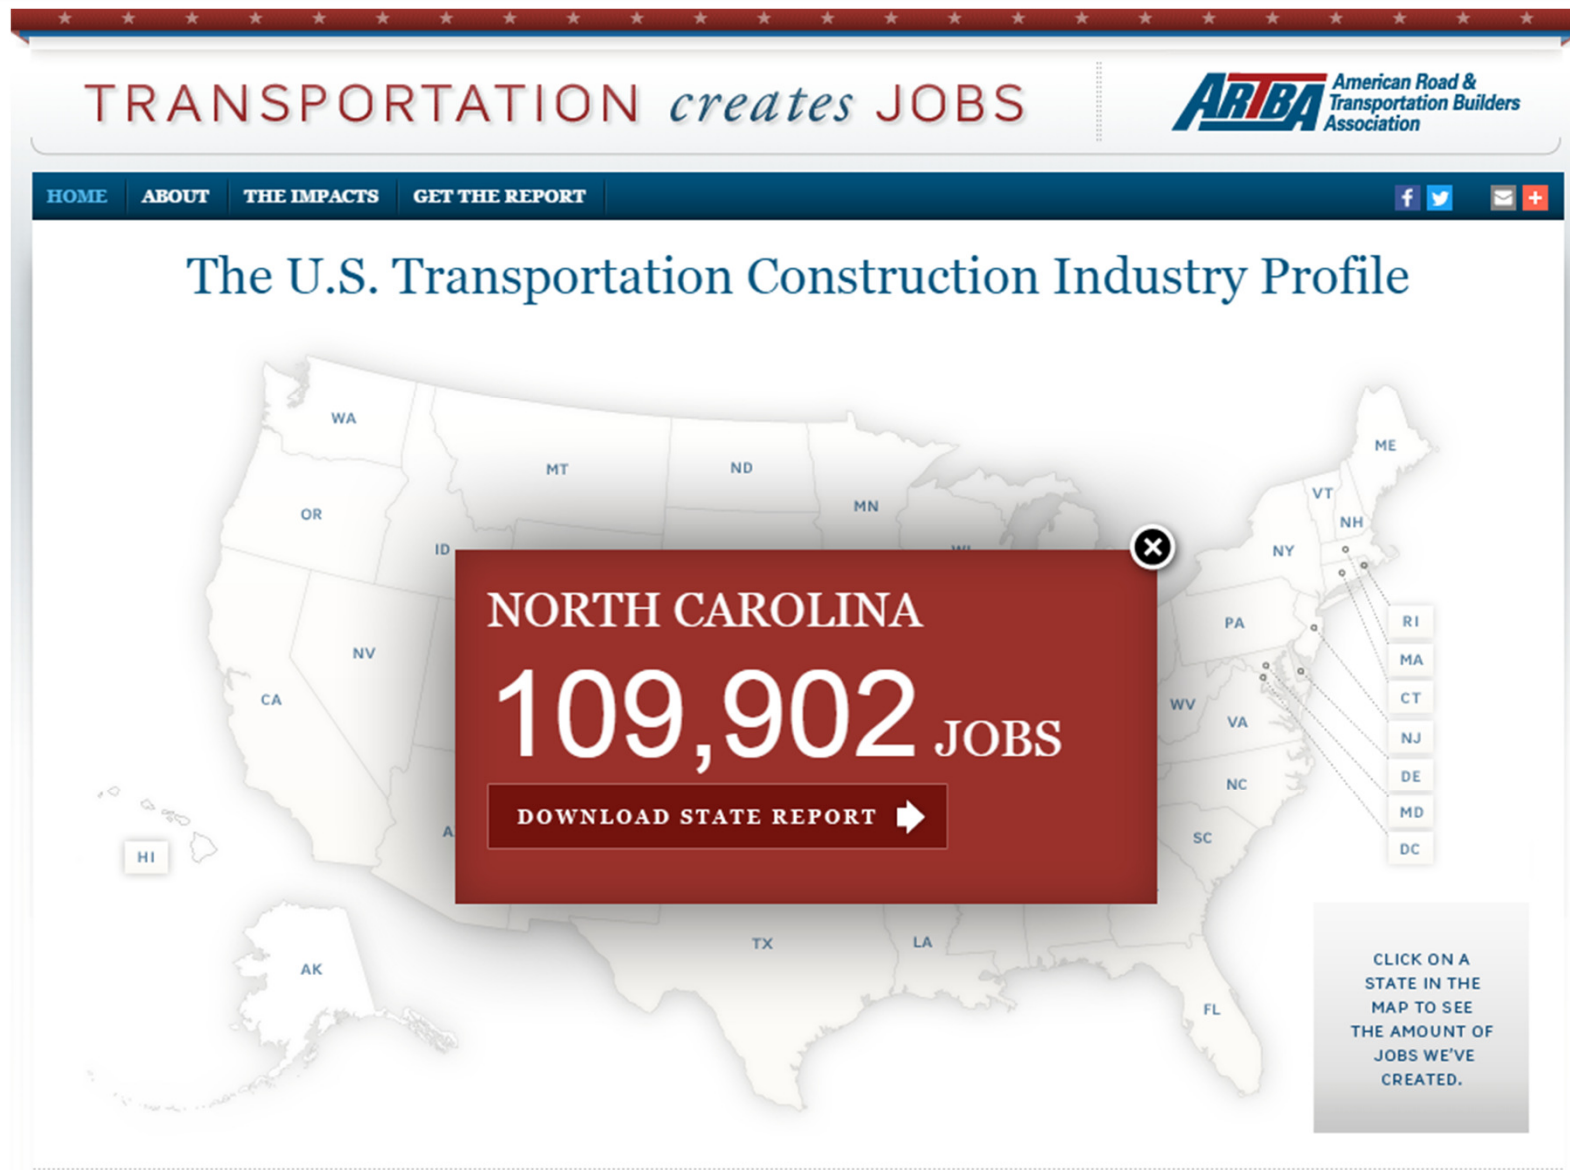 TRANSPORTATION creates JOBS
ARTBA
American Road &
Transportation Builders
Association
HOME ABOUT THE IMPACTS GET THE REPORT
The U.S. Transportation Construction Industry Profile
WA
ME
MT
ND
VT
MN
OR
NH
ID
NY
NORTH CAROLINA
109,902 JOBS
DOWNLOAD STATE REPORT
PA
RI
NV
MA
CA
WV
CT
VA
NJ
DE
NC
MD
SC
DC
HI
TX
LA
AK
FL
CLICK ON A
STATE IN THE
MAP TO SEE
THE AMOUNT OF
JOBS WE'VE
CREATED.